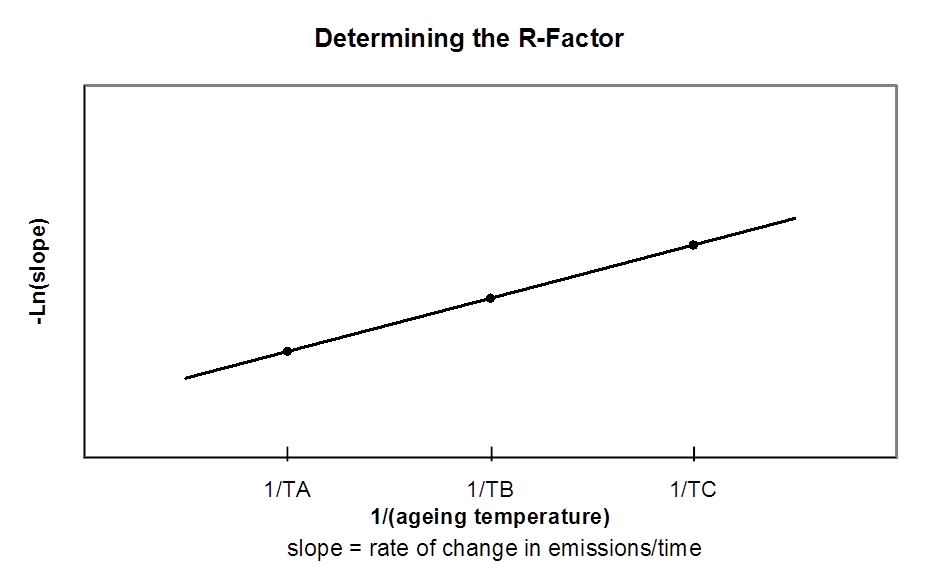 Determining the R-Factor
-Ln(slope)
1/TA
1/TB
1/TC
1/(ageing temperature)
slope = rate of change in emissions/time